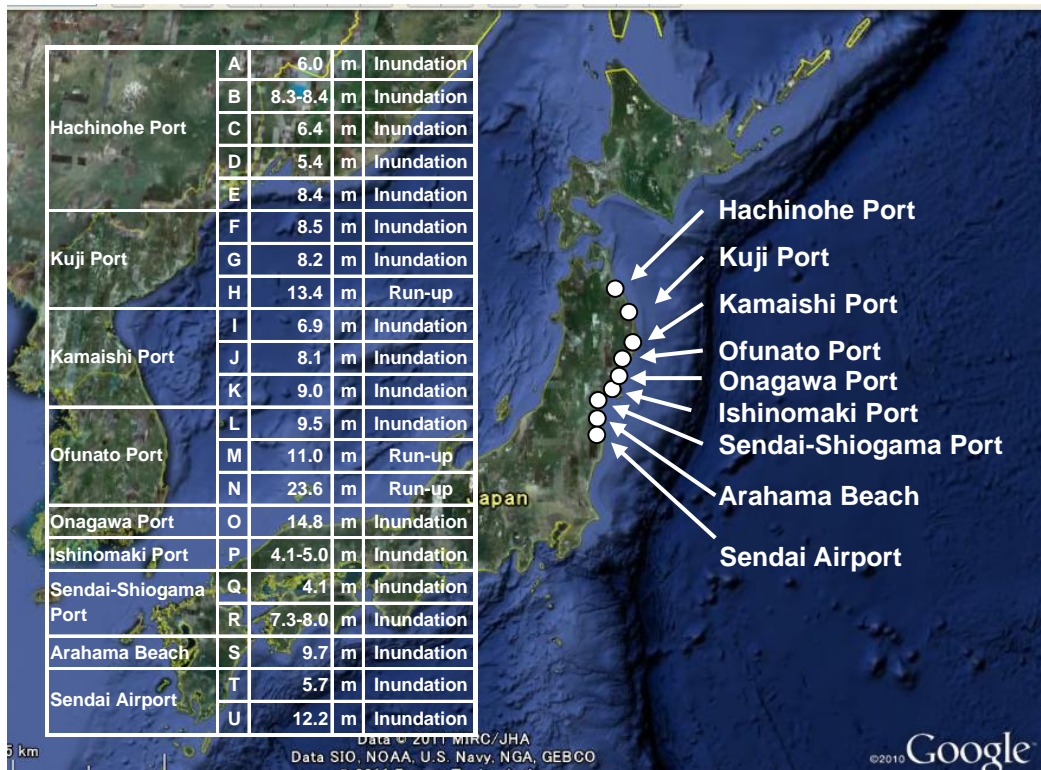 Hachinohe Port
A 6.0 m Inundation
B 8.3-8.4 m Inundation
C 6.4 m Inundation
D 5.4 m Inundation
E 8.4 m Inundation
Kuji Port
F 8.5 m Inundation
G 8.2 m Inundation
H 13.4 m Run-up
Kamaishi Port
I 6.9 m Inundation
J 8.1 m Inundation
K 9.0 m Inundation
Ofunato Port
L 9.5 m Inundation
M 11.0 m Run-up
N 23.6 m Run-up
Onagawa Port O 14.8 m Inundation
Ishinomaki Port P 4.1-5.0 m Inundation
Sendai-Shiogama
Port
Q 4.1 m Inundation
R 7.3-8.0 m Inundation
Arahama Beach S 9.7 m Inundation
Sendai Airport
T 5.7 m Inundation
U 12.2 m Inundation
Hachinohe Port
Kuji Port
Kamaishi Port
Ofunato Port
Onagawa Port
Ishinomaki Port
Sendai-Shiogama Port
Arahama Beach
Sendai Airport
Japan
5 km
Data © 2011 MIRC/JHA
Data SIO, NOAA, U.S. Navy, NGA, GEBCO
©2010 Google